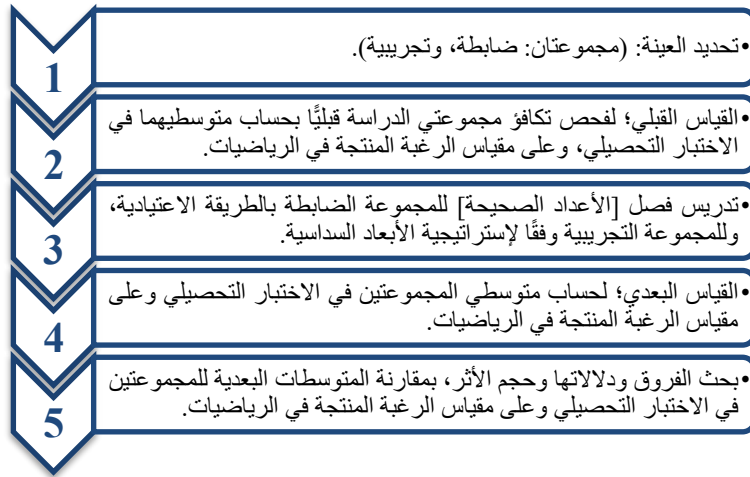 1
•تحديد العينة: (مجموعتان: ضابطة، وتجريبية).
2
•القياس القبلي؛ لفحص تكافؤ مجموعتي الدراسة قبليًّا بحساب متوسطيهما في
الاختبار التحصيلي، وعلى مقياس الرغبة المنتجة في الرياضيات.
3
•تدريس فصل [الأعداد الصحيحة] للمجموعة الضابطة بالطريقة الاعتيادية،
وللمجموعة التجريبية وفقًا لإستراتيجية الأبعاد السداسية.
4
•القياس البعدي؛ لحساب متوسطي المجموعتين في الاختبار التحصيلي وعلى
مقياس الرغبة المنتجة في الرياضيات.
5
•بحث الفروق ودلالاتها وحجم الأثر، بمقارنة المتوسطات البعدية للمجموعتين
في الاختبار التحصيلي وعلى مقياس الرغبة المنتجة في الرياضيات.